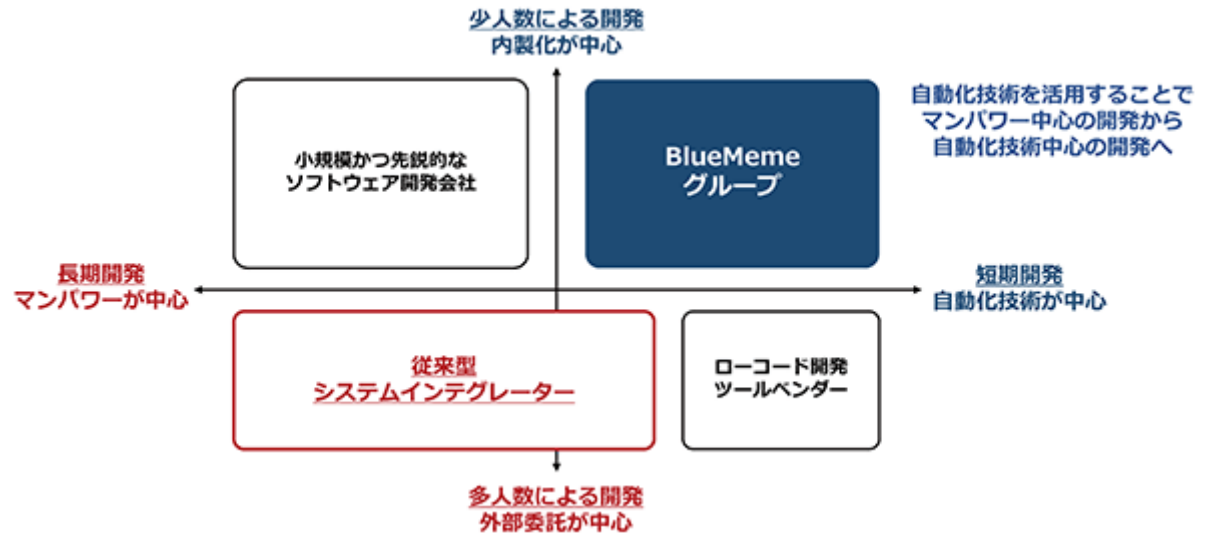 少人数による開発
内製化が中心
小規模かつ先鋭的な
ソフトウェア開発会社
BlueMeme
グループ
自動化技術を活用することで
マンパワー中心の開発から
自動化技術中心の開発へ
長期開発
マンパワーが中心
短期開発
自動化技術が中心
従来型
システムインテグレーター
ローコード開発
ツールベンダー
多人数による開発
外部委託が中心